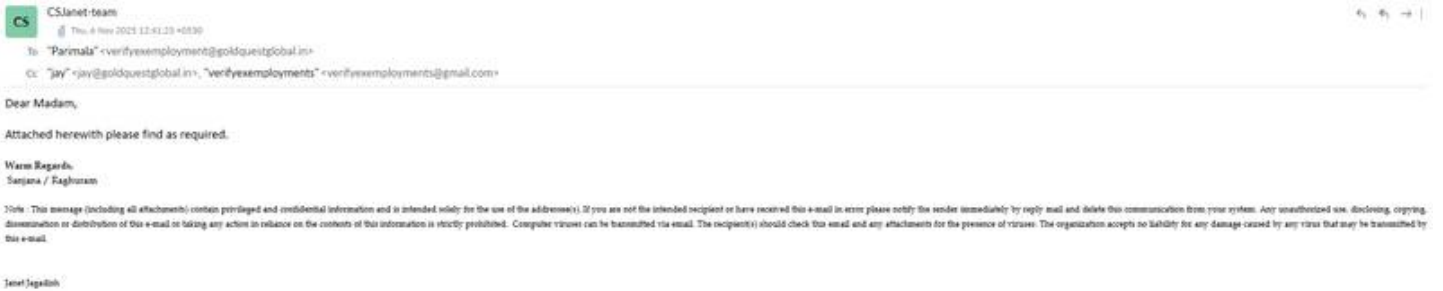 CS
CSJanet-team
Thu, 6 Nov 2025 12:41:23 +0530
To "Parimala" <verifyexemployment@goldquestglobal.in>
Cc "jay" <jay@goldquestglobal.in>, "verifyexemployments" <verifyexemployments@gmail.com>
Dear Madam,
Attached herewith please find as required.
Warm Regards,
Sanjana / Raghuram
Note : This message (including all attachments) contain privileged and confidential information and is intended solely for the use of the addressee(s). If you are not the intended recipient or have received this e-mail in error please notify the sender immediately by reply mail and delete this communication from your system. Any unauthorized use, disclosing, copying,
dissemination or distribution of this e-mail or taking any action in reliance on the contents of this information is strictly prohibited. Computer viruses can be transmitted via email. The recipient(s) should check this email and any attachments for the presence of viruses. The organization accepts no liability for any damage caused by any virus that may be transmitted by
this e-mail.
Janet Jagadish